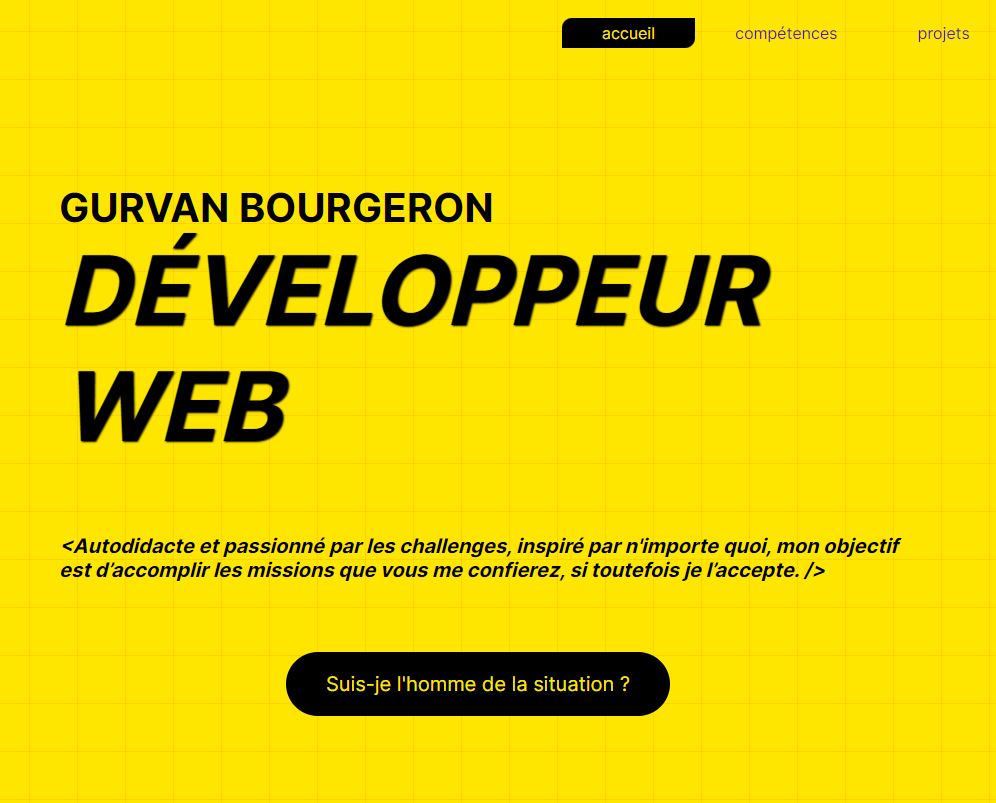 accueil compétences projets
GURVAN BOURGERON
DÉVELOPPEUR
WEB
<Autodidacte et passionné par les challenges, inspiré par n'importe quoi, mon objectif
est d’accomplir les missions que vous me confierez, si toutefois je l’accepte. />
Suis-je l'homme de la situation ?